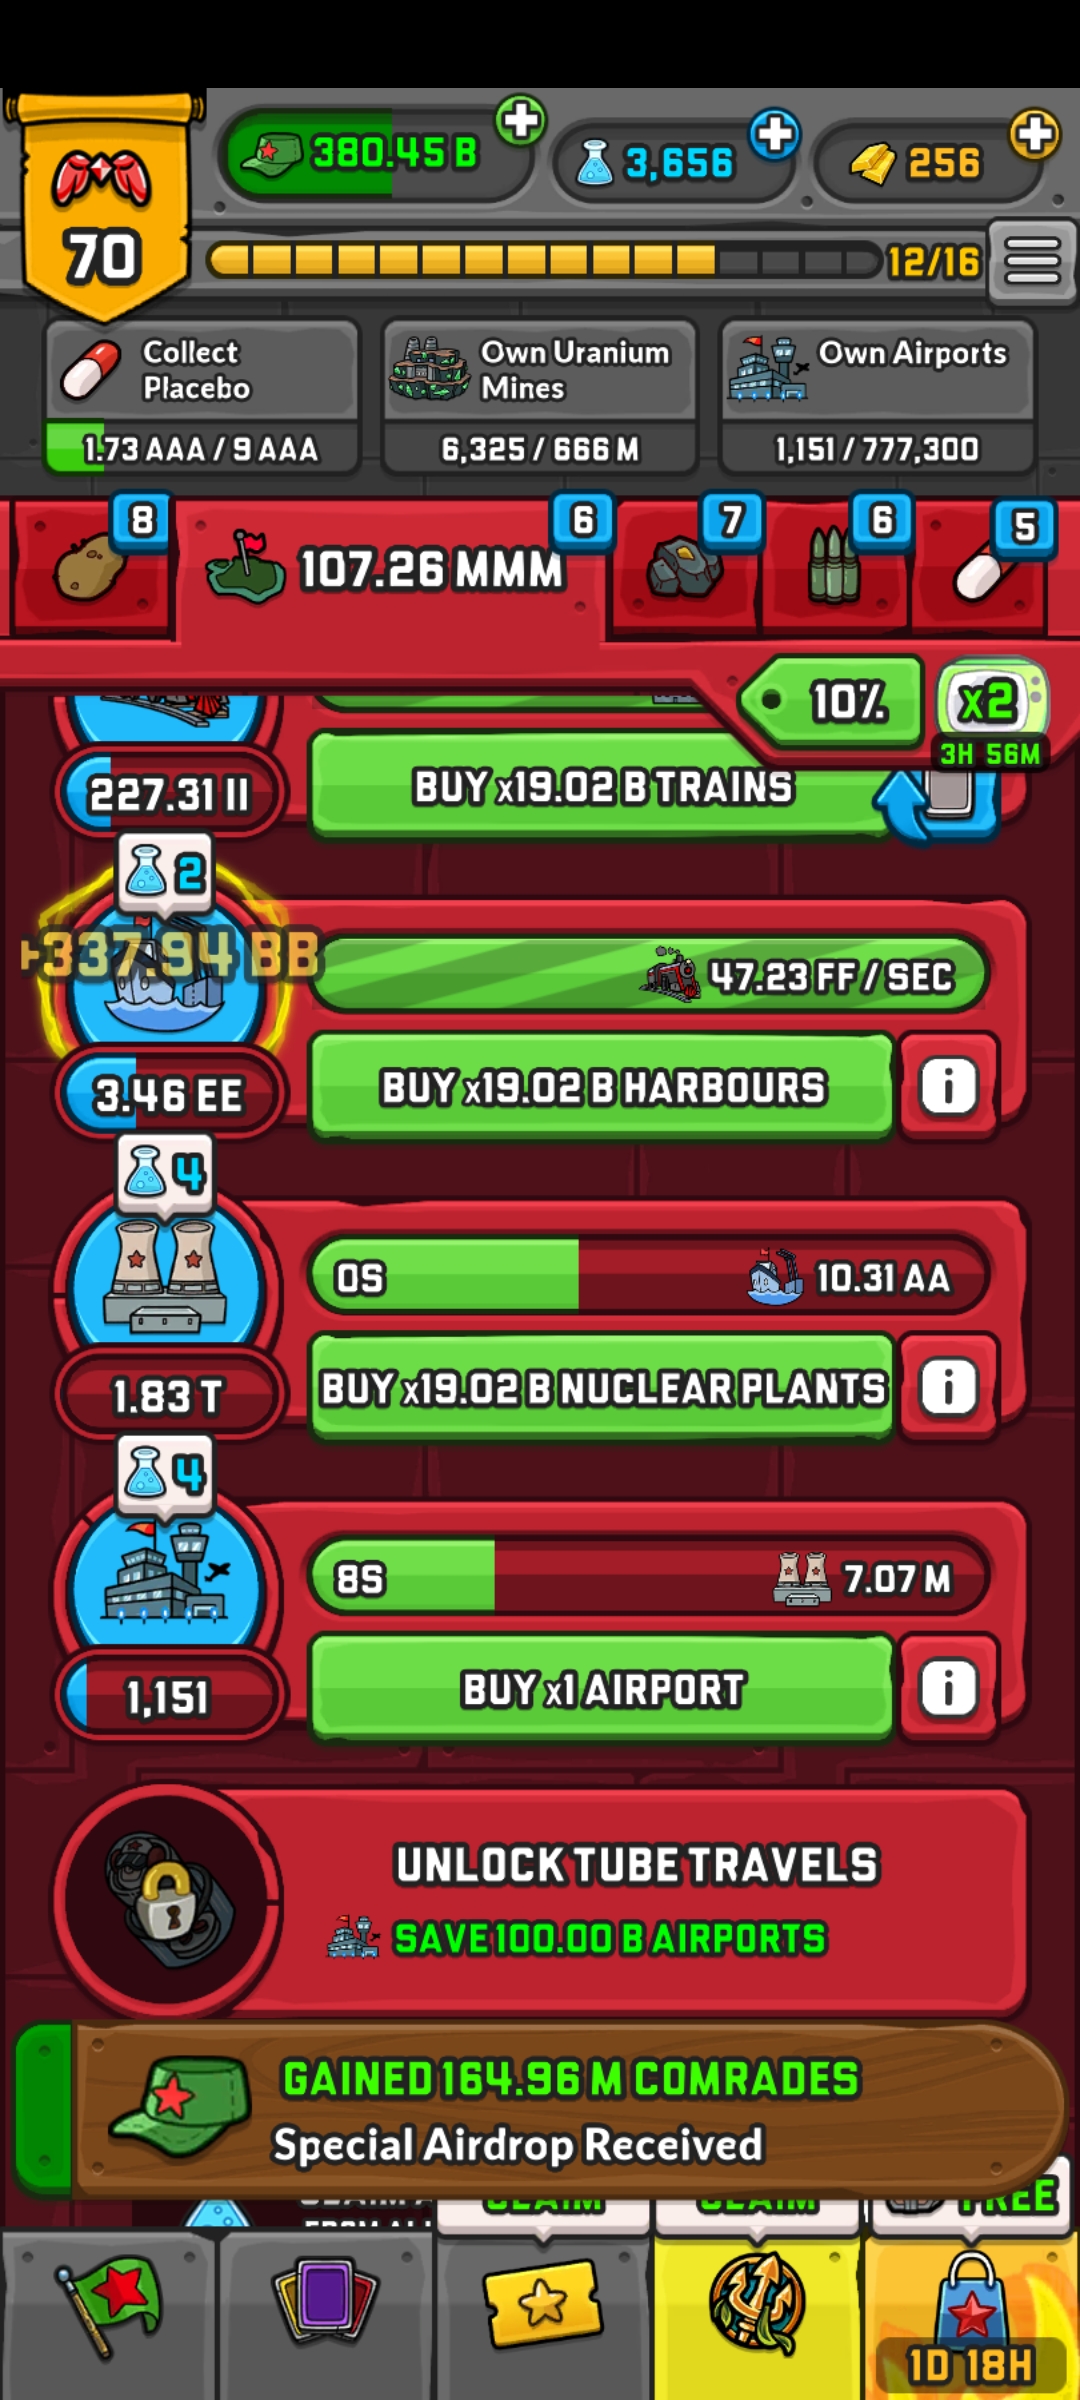 380.45 B
3,656
256
70
12/16
Collect
Placebo
1.73 AAA / 9 AAA
Own Uranium
Mines
6,325 / 666 M
Own Airports
1,151 / 777,300
8
107.26 MMM
6
7
6
5
10%
x2
3H 56M
227.31 II
BUY x19.02 B TRAINS
2
+337.94 BB
47.23 FF / SEC
3.46 EE
BUY x19.02 B HARBOURS
i
4
0S
10.31 AA
1.83 T
BUY x19.02 B NUCLEAR PLANTS
i
4
8S
7.07 M
1,151
BUY x1 AIRPORT
i
UNLOCK TUBE TRAVELS
SAVE 100.00 B AIRPORTS
GAINED 164.96 M COMRADES
Special Airdrop Received
CLAIM
CLAIM
FREE
1D 18H